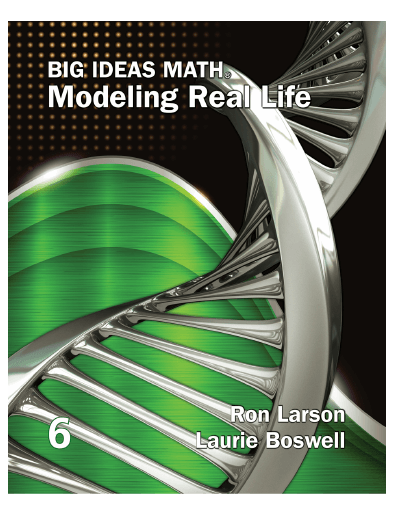 BIG IDEAS MATH®
Modeling Real Life
Ron Larson
Laurie Boswell
6